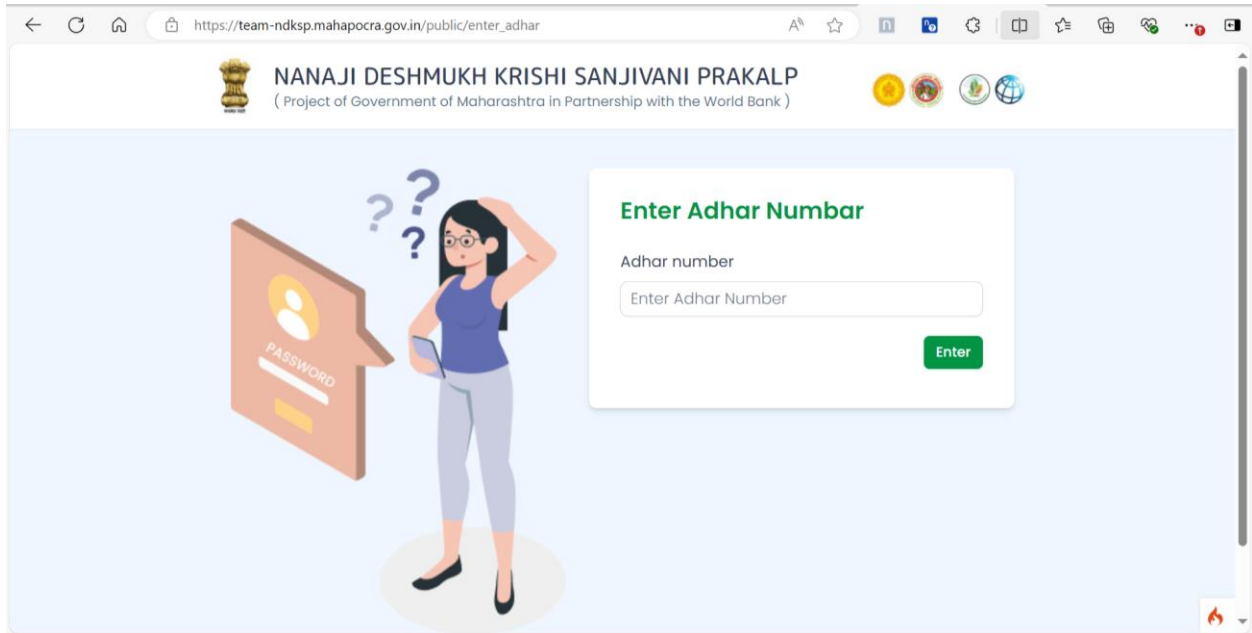 https://team-ndksp.mahapocra.gov.in/public/enter_adhar
NANAJI DESHMUKH KRISHI SANJIVANI PRAKALP
( Project of Government of Maharashtra in Partnership with the World Bank )
? ? ?
PASSWORD
Enter Adhar Numbar
Adhar number
Enter Adhar Number
Enter